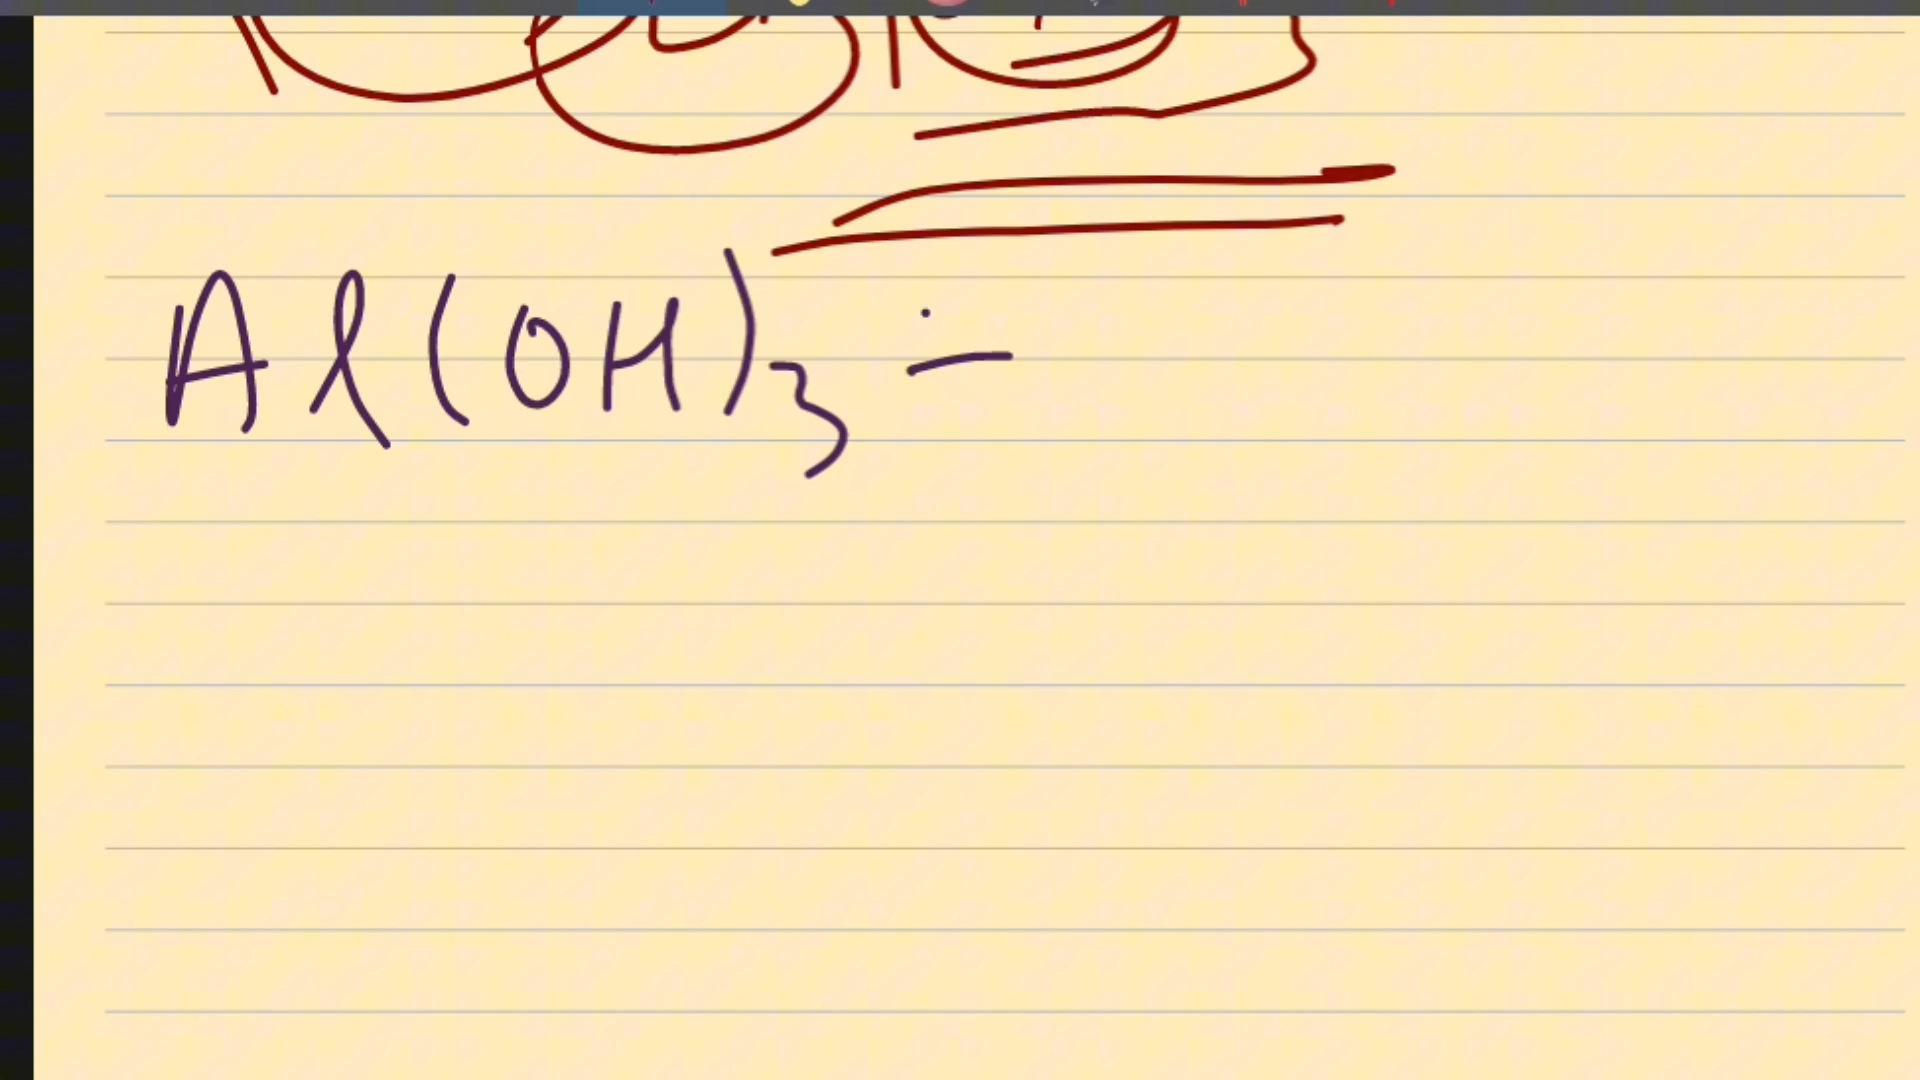 Al(OH)₃ =